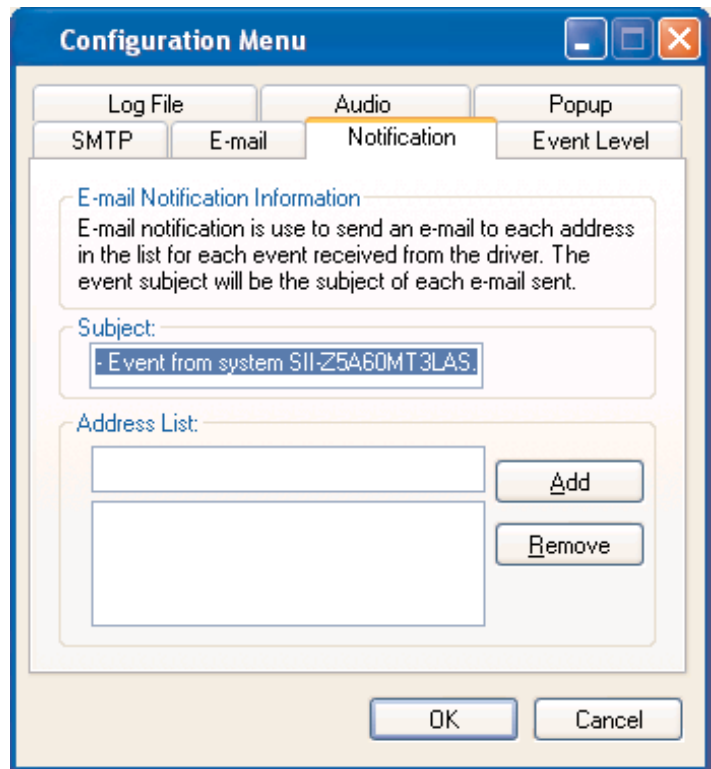 Configuration Menu
Log File
Audio
Popup
SMTP
E-mail
Notification
Event Level
E-mail Notification Information
E-mail notification is use to send an e-mail to each address
in the list for each event received from the driver. The
event subject will be the subject of each e-mail sent.
Subject:
- Event from system SII-Z5A60MT3LAS.
Address List:
Add
Remove
OK
Cancel